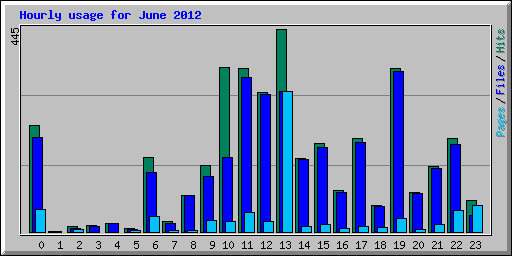 Hourly usage for June 2012
445
Pages / Files / Hits
0 1 2 3 4 5 6 7 8 9 10 11 12 13 14 15 16 17 18 19 20 21 22 23